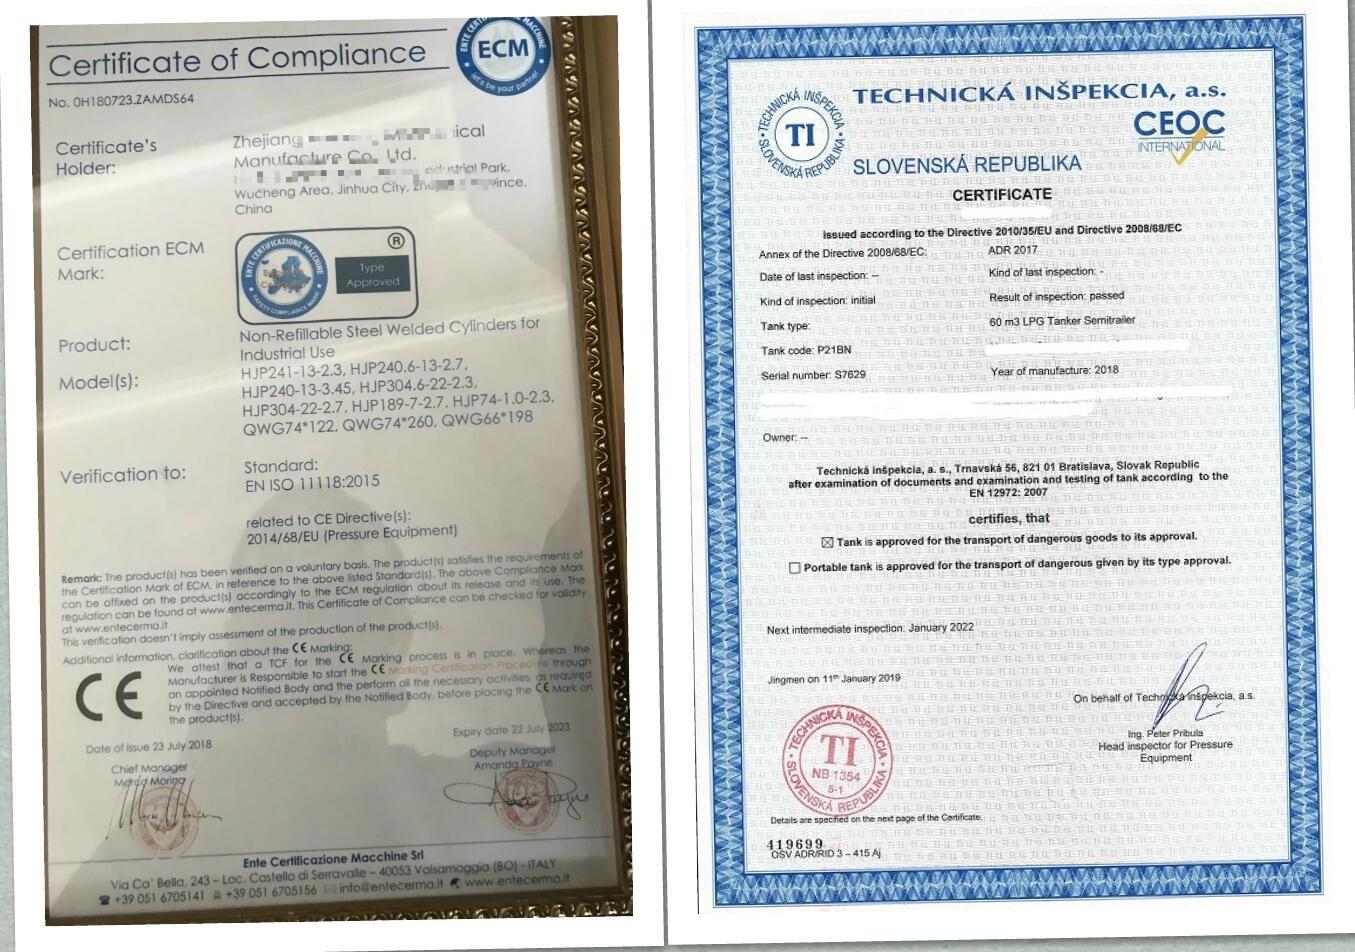 Certificate of Compliance
ENTE CERTIFICAZIONE MACCHINE
ECM
let's be your partner
No. 0H180723.ZAMDS64
Certificate's
Holder:
Zhejiang
Manufacture Co., Ltd.
Industrial Park,
Wucheng Area, Jinhua City,
China
Certification ECM
Mark:
ENTE CERTIFICAZIONE MACCHINE
SAFETY COMPLIANCE MARK
®
Type
Approved
Product:
Non-Refillable Steel Welded Cylinders for
Industrial Use
Model(s):
HJP241-13-2.3, HJP240.6-13-2.7,
HJP240-13-3.45, HJP304.6-22-2.3,
HJP304-22-2.7, HJP189-7-2.7, HJP74-1.0-2.3,
QWG74*122, QWG74*260, QWG66*198
Verification to:
Standard:
EN ISO 11118:2015
related to CE Directive(s):
2014/68/EU (Pressure Equipment)
Remark: The product(s) has been verified on a voluntary basis. The product(s) satisfies the requirements of
the Certification Mark of ECM, in reference to the above listed Standard(s). The above Compliance Mark
can be affixed on the product(s) accordingly to the ECM regulation about its release and its use. The
regulation can be found at www.entecerma.it. This Certificate of Compliance can be checked for validity
at www.entecerma.it
This verification doesn't imply assessment of the production of the product(s).
Additional information, clarification about the CE Marking:
CE
We attest that a TCF for the CE Marking process is in place. Whereas the
Manufacturer is Responsible to start the CE Marking Certification Procedure through
an appointed Notified Body and the perform all the necessary activities, as required
by the Directive and accepted by the Notified Body, before placing the CE Mark on
the product(s).
Date of issue 23 July 2018
Expiry date 22 July 2023
Chief Manager
Marco Morina
Deputy Manager
Amanda Payne
Ente Certificazione Macchine Srl
Via Ca' Bella, 243 – Loc. Castello di Serravalle – 40053 Valsamoggia (BO) - ITALY
+39 051 6705141 +39 051 6705156 info@entecerma.it www.entecerma.it
TECHNICKÁ INŠPEKCIA
TI
SLOVENSKÁ REPUBLIKA
TECHNICKÁ INŠPEKCIA, a.s.
CEOC
INTERNATIONAL
SLOVENSKÁ REPUBLIKA
CERTIFICATE
Issued according to the Directive 2010/35/EU and Directive 2008/68/EC
Annex of the Directive 2008/68/EC: ADR 2017
Date of last inspection: -- Kind of last inspection: -
Kind of inspection: initial Result of inspection: passed
Tank type: 60 m3 LPG Tanker Semitrailer
Tank code: P21BN
Serial number: S7629 Year of manufacture: 2018
Owner: --
Technická inšpekcia, a. s., Trnavská 56, 821 01 Bratislava, Slovak Republic
after examination of documents and examination and testing of tank according to the
EN 12972: 2007
certifies, that
Tank is approved for the transport of dangerous goods to its approval.
Portable tank is approved for the transport of dangerous given by its type approval.
Next intermediate inspection: January 2022
Jingmen on 11th January 2019
On behalf of Technická inšpekcia, a.s.
Ing. Peter Pribula
Head inspector for Pressure
Equipment
TECHNICKÁ INŠPEKCIA
TI
NB 1354
5-1
SLOVENSKÁ REPUBLIKA
Details are specified on the next page of the Certificate.
419699
OSV ADR/RID 3 – 415 Aj